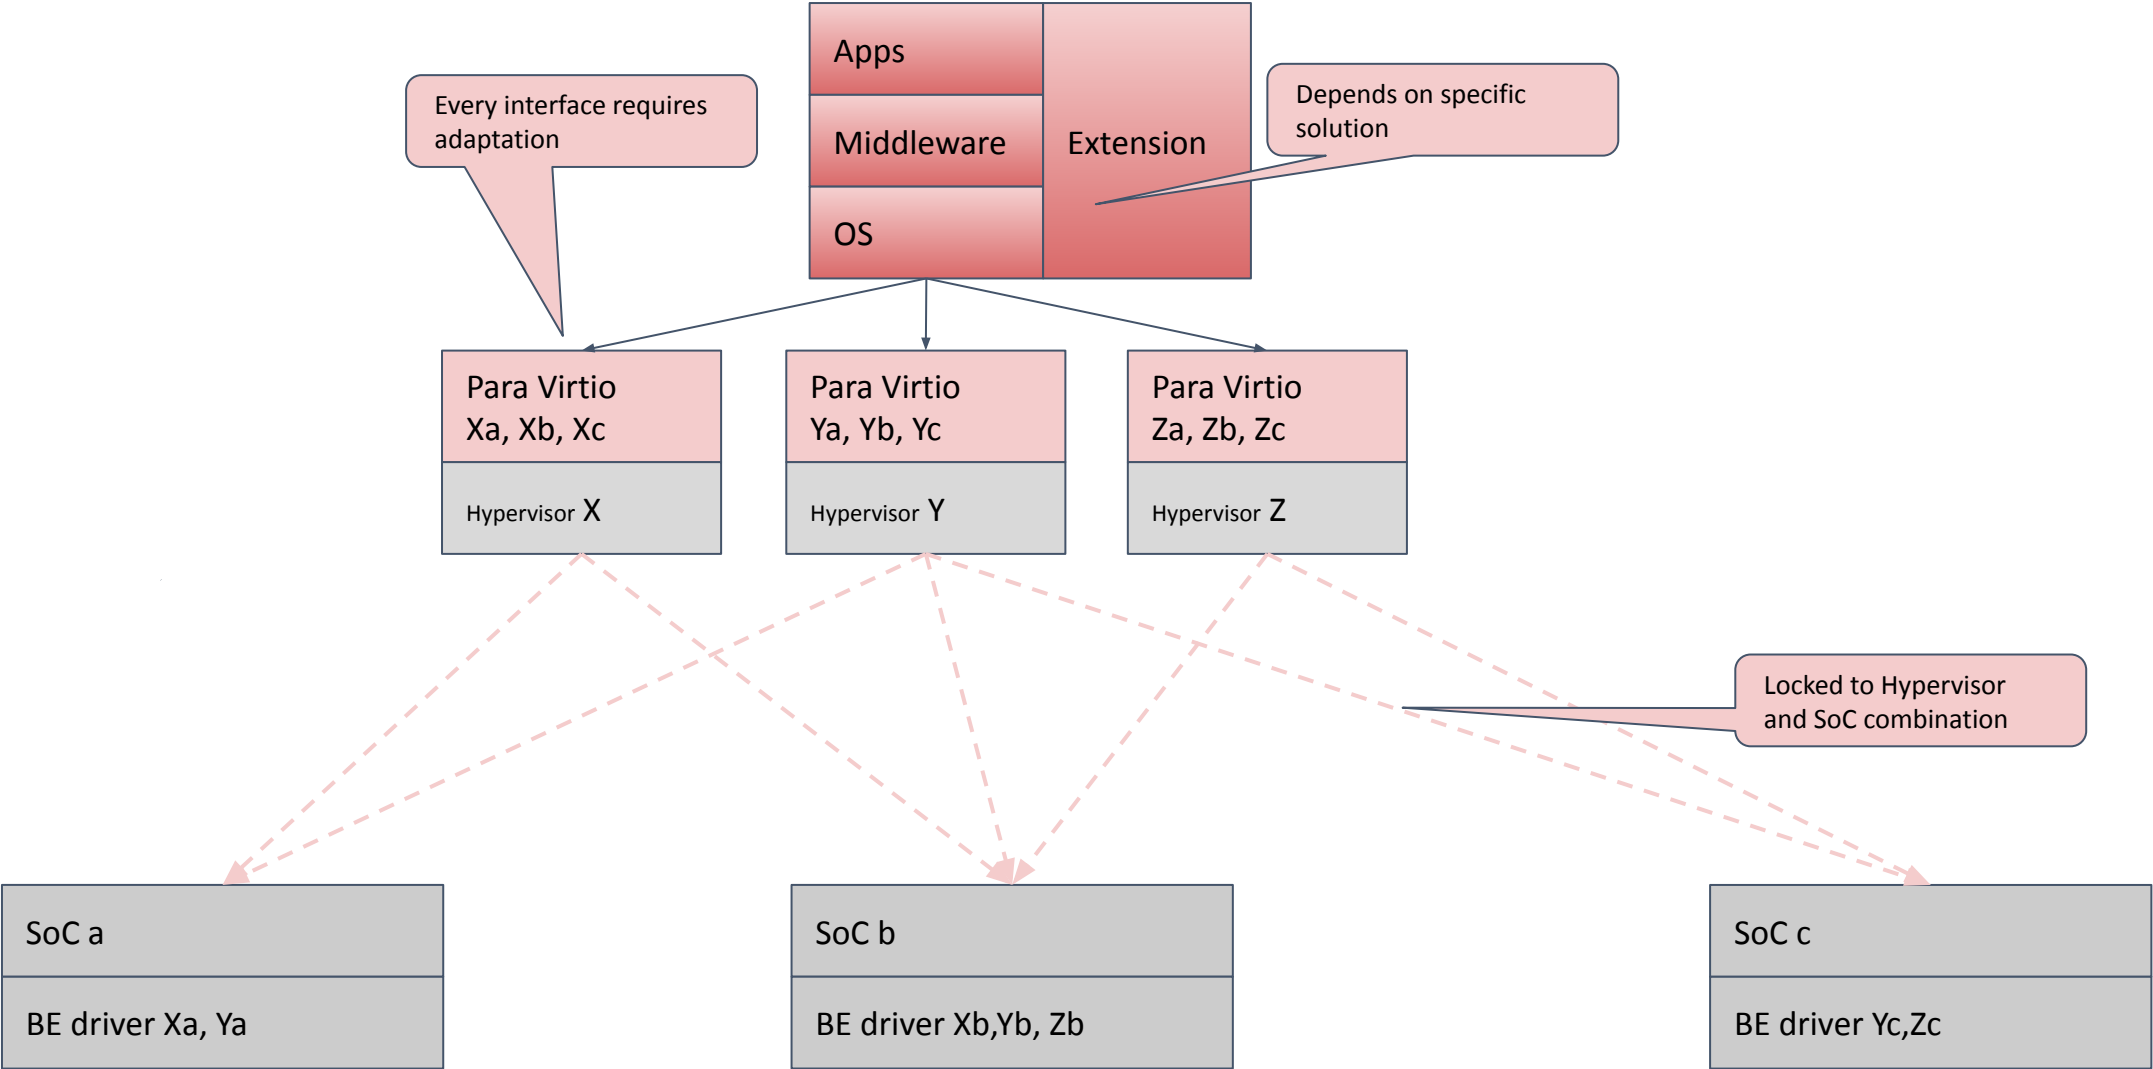 Apps
Middleware
OS
Extension
Every interface requires
adaptation
Depends on specific
solution
Para Virtio
Xa, Xb, Xc
Hypervisor X
Para Virtio
Ya, Yb, Yc
Hypervisor Y
Para Virtio
Za, Zb, Zc
Hypervisor Z
Locked to Hypervisor
and SoC combination
SoC a
BE driver Xa, Ya
SoC b
BE driver Xb,Yb, Zb
SoC c
BE driver Yc,Zc